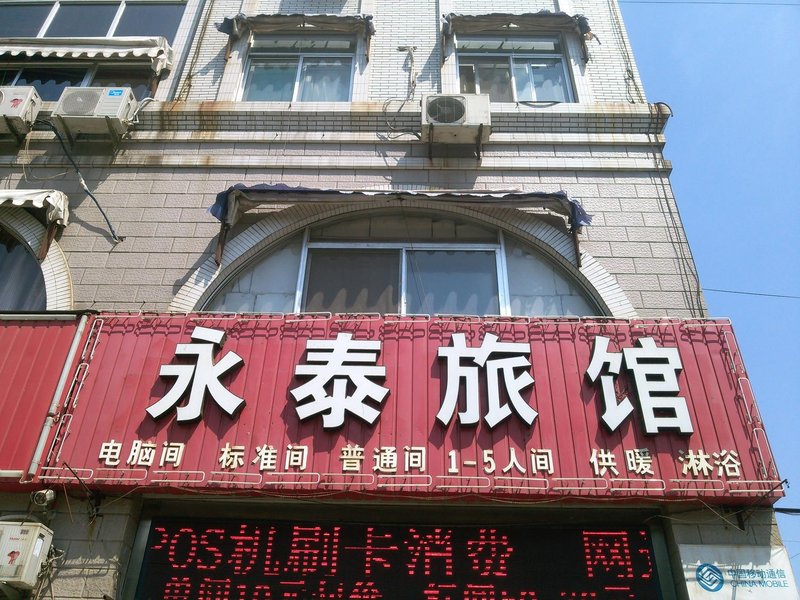 永泰旅馆
电脑间 标准间 普通间 1-5人间 供暖 淋浴
POS机刷卡消费 网
中国移动通信
CHINA MOBILE